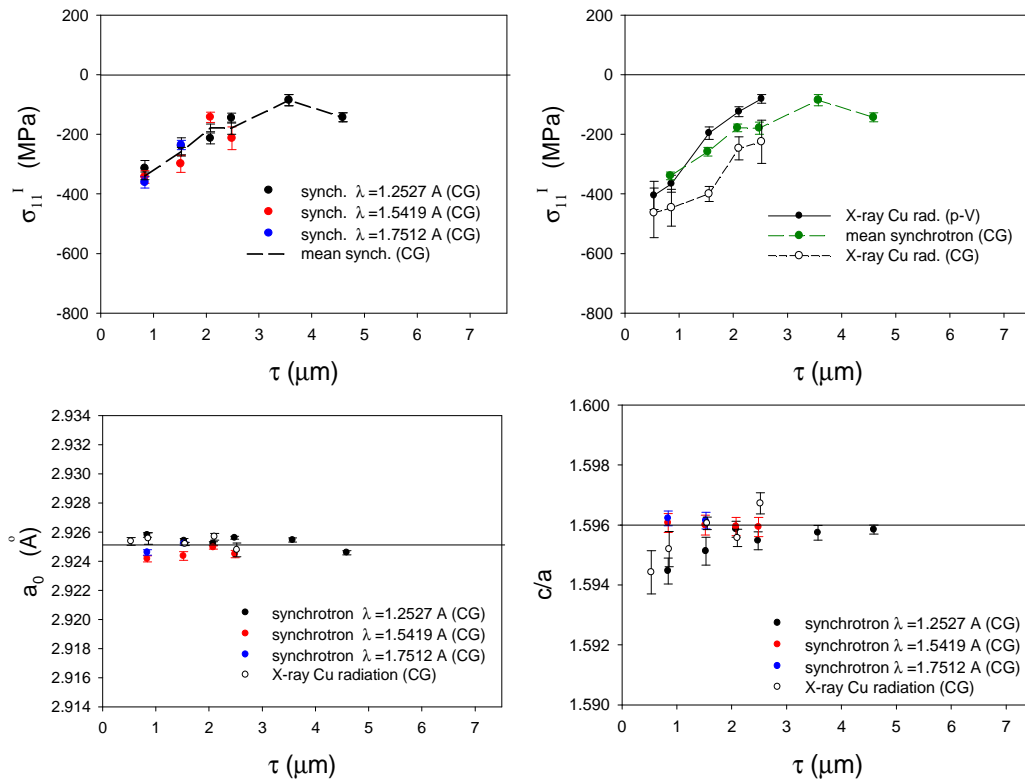 200
0
-200
-400
-600
-800
σ₁₁ᴵ (MPa)
0 1 2 3 4 5 6 7
τ (μm)
synch. λ =1.2527 A (CG)
synch. λ =1.5419 A (CG)
synch. λ =1.7512 A (CG)
mean synch. (CG)
200
0
-200
-400
-600
-800
σ₁₁ᴵ (MPa)
0 1 2 3 4 5 6 7
τ (μm)
X-ray Cu rad. (p-V)
mean synchrotron (CG)
X-ray Cu rad. (CG)
2.934
2.932
2.930
2.928
2.926
2.924
2.922
2.920
2.918
2.916
2.914
a₀ (Å)
0 1 2 3 4 5 6 7
τ (μm)
synchrotron λ =1.2527 A (CG)
synchrotron λ =1.5419 A (CG)
synchrotron λ =1.7512 A (CG)
X-ray Cu radiation (CG)
1.600
1.598
1.596
1.594
1.592
1.590
c/a
0 1 2 3 4 5 6 7
τ (μm)
synchrotron λ =1.2527 A (CG)
synchrotron λ =1.5419 A (CG)
synchrotron λ =1.7512 A (CG)
X-ray Cu radiation (CG)